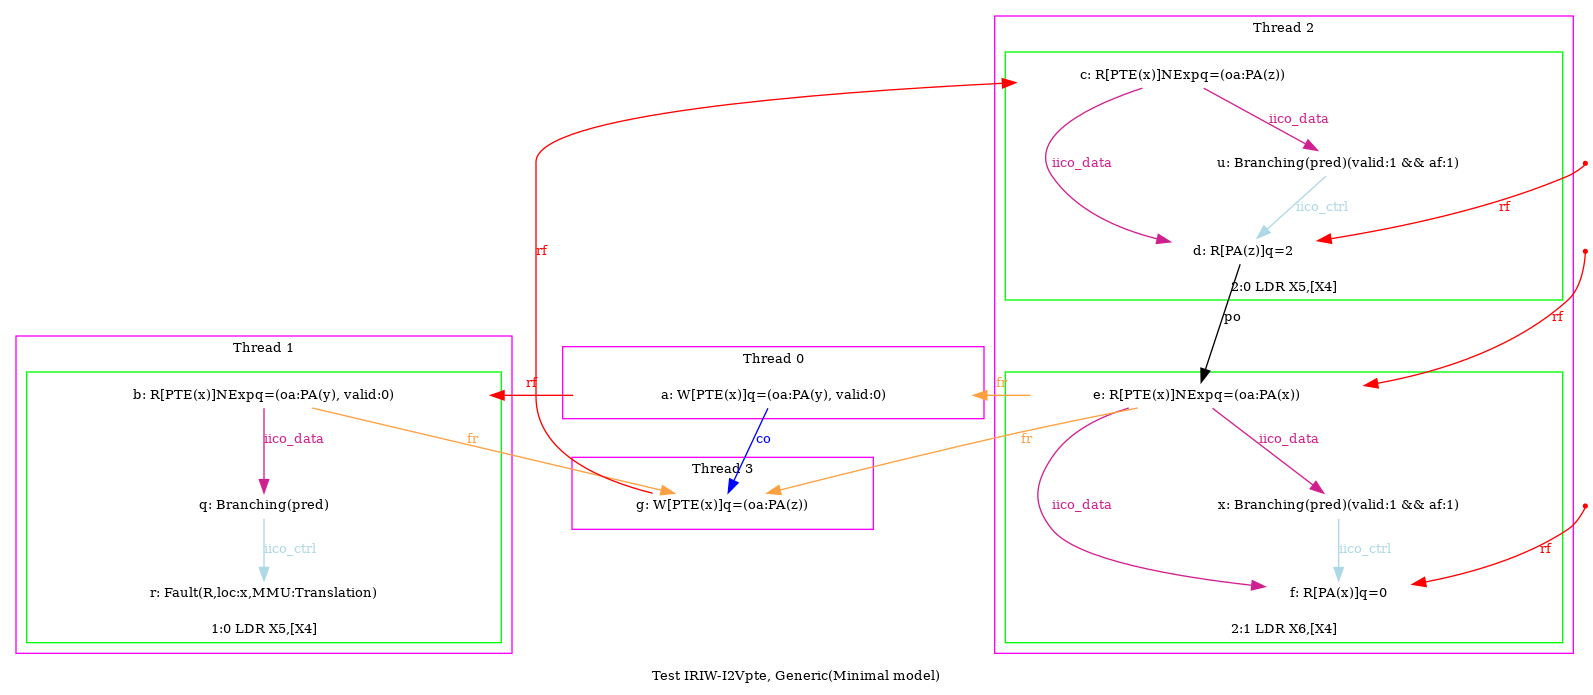 Thread 2
c: R[PTE(x)]NExpq=(oa:PA(z))
iico_data
iico_data
u: Branching(pred)(valid:1 && af:1)
iico_ctrl
rf
rf
d: R[PA(z)]q=2
2:0 LDR X5,[X4]
po
rf
Thread 1
Thread 0
b: R[PTE(x)]NExpq=(oa:PA(y), valid:0)
rf
a: W[PTE(x)]q=(oa:PA(y), valid:0)
fr
e: R[PTE(x)]NExpq=(oa:PA(x))
iico_data
fr
co
fr
iico_data
Thread 3
q: Branching(pred)
g: W[PTE(x)]q=(oa:PA(z))
iico_data
x: Branching(pred)(valid:1 && af:1)
iico_ctrl
iico_ctrl
rf
r: Fault(R,loc:x,MMU:Translation)
f: R[PA(x)]q=0
1:0 LDR X5,[X4]
2:1 LDR X6,[X4]
Test IRIW-I2Vpte, Generic(Minimal model)